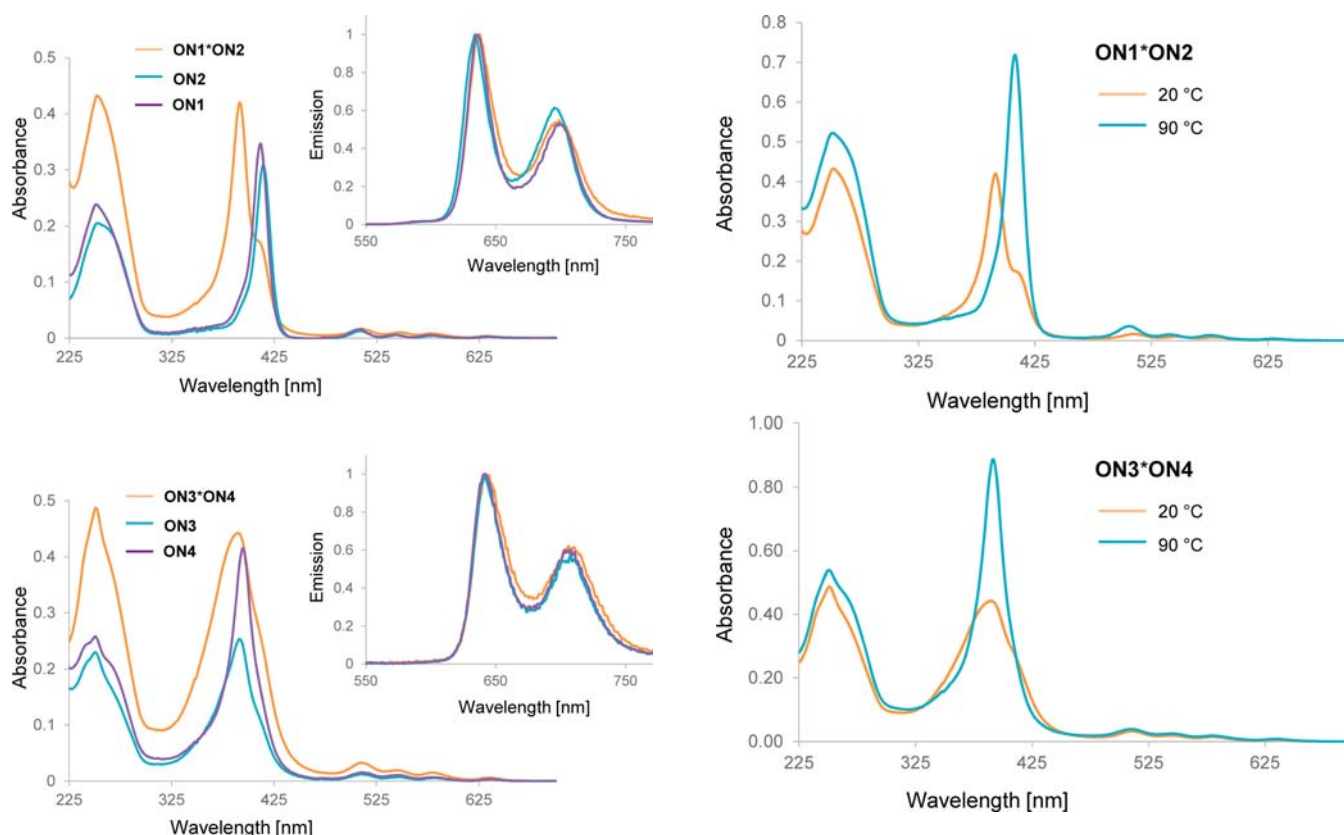 ON1*ON2
ON2
ON1
0.5
0.4
0.3
0.2
0.1
0
Absorbance
225
325
425
525
625
Wavelength [nm]
1
0.8
0.6
0.4
0.2
0
Emission
550
650
750
Wavelength [nm]
ON1*ON2
20 °C
90 °C
0.8
0.7
0.6
0.5
0.4
0.3
0.2
0.1
0
Absorbance
225
325
425
525
625
Wavelength [nm]
ON3*ON4
ON3
ON4
0.5
0.4
0.3
0.2
0.1
0
Absorbance
225
325
425
525
625
Wavelength [nm]
1
0.8
0.6
0.4
0.2
0
Emission
550
650
750
Wavelength [nm]
ON3*ON4
20 °C
90 °C
1.00
0.80
0.60
0.40
0.20
0.00
Absorbance
225
325
425
525
625
Wavelength [nm]